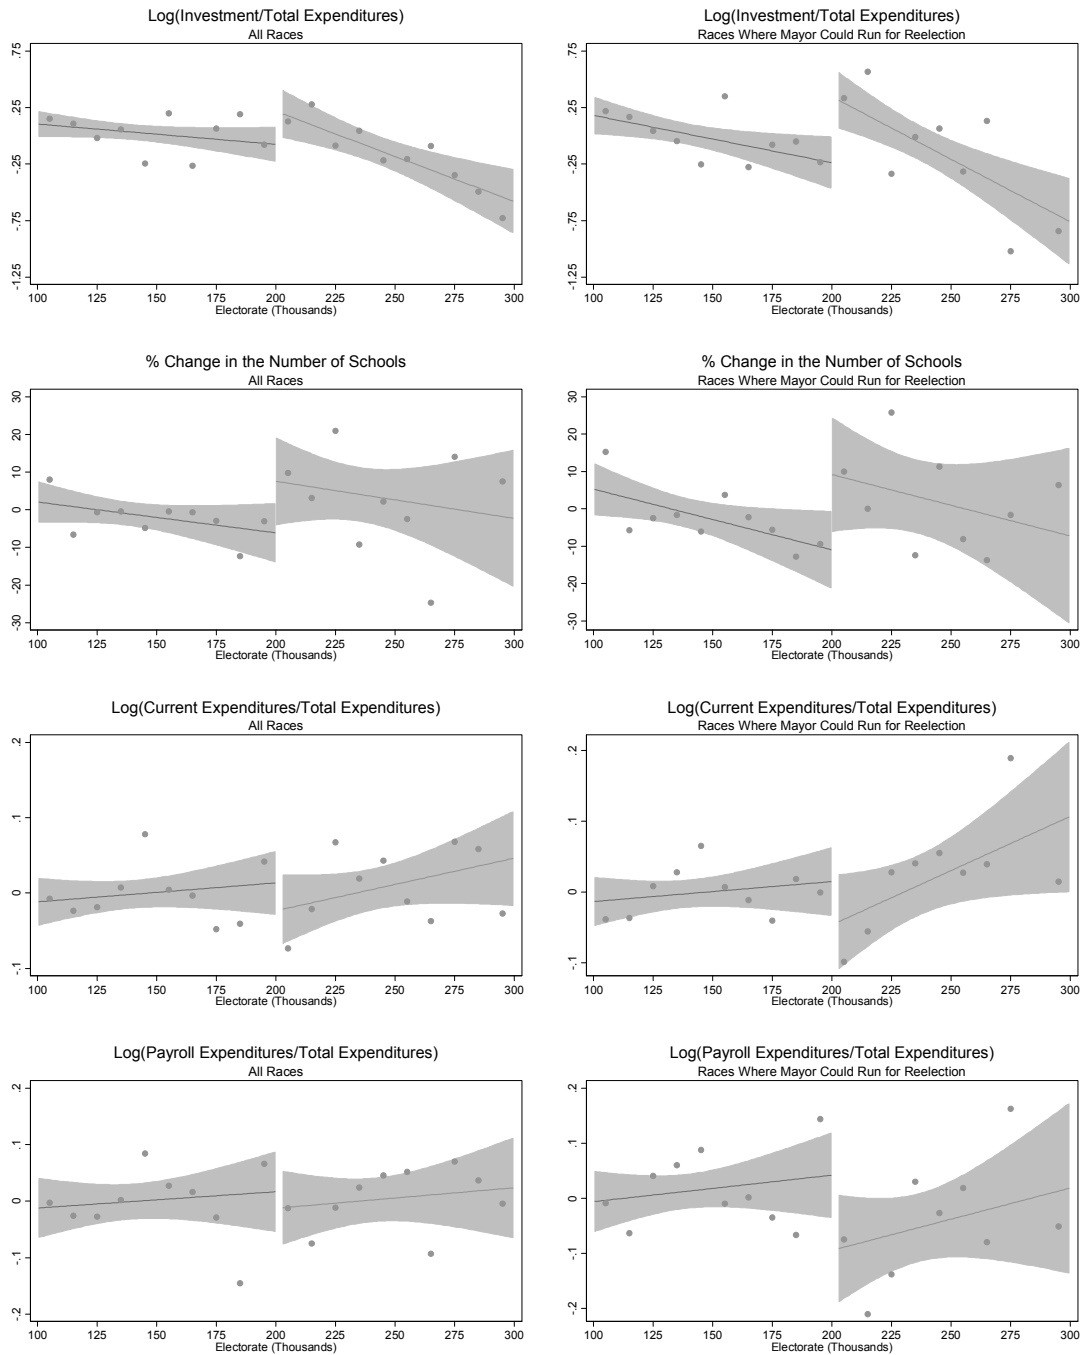 Log(Investment/Total Expenditures)
All Races
.75
.25
-.25
-.75
-1.25
100 125 150 175 200 225 250 275 300
Electorate (Thousands)
Log(Investment/Total Expenditures)
Races Where Mayor Could Run for Reelection
.75
.25
-.25
-.75
-1.25
100 125 150 175 200 225 250 275 300
Electorate (Thousands)
% Change in the Number of Schools
All Races
30
20
10
0
-10
-20
-30
100 125 150 175 200 225 250 275 300
Electorate (Thousands)
% Change in the Number of Schools
Races Where Mayor Could Run for Reelection
30
20
10
0
-10
-20
-30
100 125 150 175 200 225 250 275 300
Electorate (Thousands)
Log(Current Expenditures/Total Expenditures)
All Races
.2
.1
0
-.1
100 125 150 175 200 225 250 275 300
Electorate (Thousands)
Log(Current Expenditures/Total Expenditures)
Races Where Mayor Could Run for Reelection
.2
.1
0
-.1
100 125 150 175 200 225 250 275 300
Electorate (Thousands)
Log(Payroll Expenditures/Total Expenditures)
All Races
.2
.1
0
-.1
-.2
100 125 150 175 200 225 250 275 300
Electorate (Thousands)
Log(Payroll Expenditures/Total Expenditures)
Races Where Mayor Could Run for Reelection
.2
.1
0
-.1
-.2
100 125 150 175 200 225 250 275 300
Electorate (Thousands)